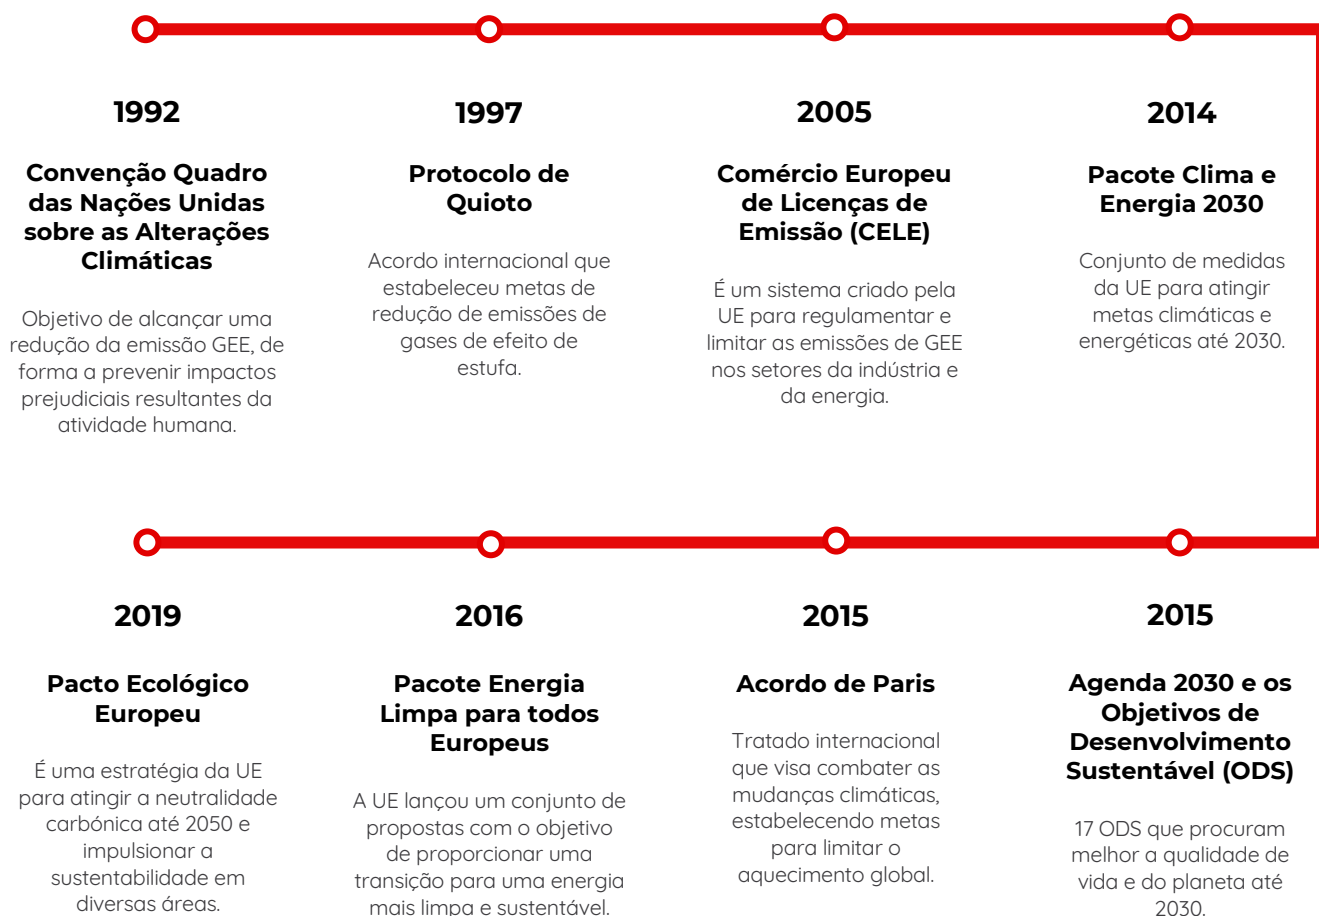 1992
Convenção Quadro
das Nações Unidas
sobre as Alterações
Climáticas
Objetivo de alcançar uma
redução da emissão GEE, de
forma a prevenir impactos
prejudiciais resultantes da
atividade humana.
1997
Protocolo de
Quioto
Acordo internacional que
estabeleceu metas de
redução de emissões de
gases de efeito de
estufa.
2005
Comércio Europeu
de Licenças de
Emissão (CELE)
É um sistema criado pela
UE para regulamentar e
limitar as emissões de GEE
nos setores da indústria e
da energia.
2014
Pacote Clima e
Energia 2030
Conjunto de medidas
da UE para atingir
metas climáticas e
energéticas até 2030.
2015
Agenda 2030 e os
Objetivos de
Desenvolvimento
Sustentável (ODS)
17 ODS que procuram
melhor a qualidade de
vida e do planeta até
2030.
2015
Acordo de Paris
Tratado internacional
que visa combater as
mudanças climáticas,
estabelecendo metas
para limitar o
aquecimento global.
2016
Pacote Energia
Limpa para todos
Europeus
A UE lançou um conjunto de
propostas com o objetivo
de proporcionar uma
transição para uma energia
mais limpa e sustentável.
2019
Pacto Ecológico
Europeu
É uma estratégia da UE
para atingir a neutralidade
carbónica até 2050 e
impulsionar a
sustentabilidade em
diversas áreas.